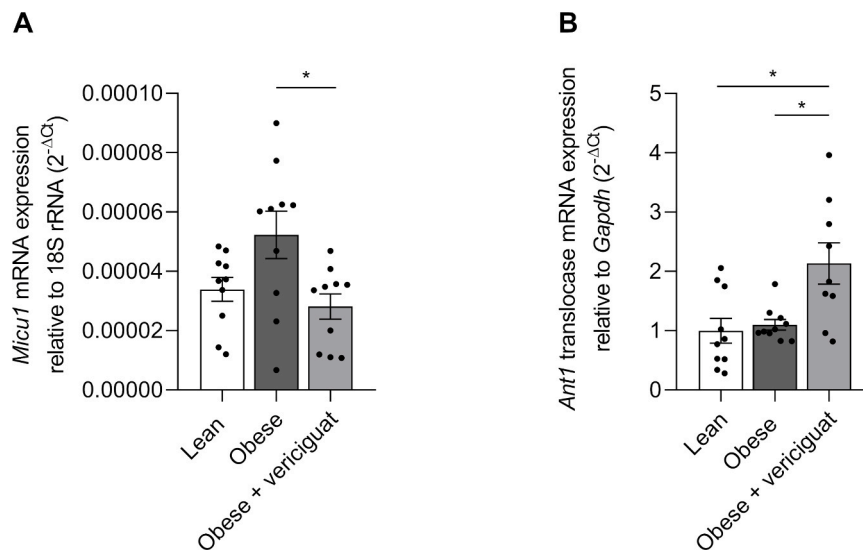 A
Micu1 mRNA expression
relative to 18S rRNA (2^-ΔCt)
0.00010
0.00008
0.00006
0.00004
0.00002
0.00000
*
Lean
Obese
Obese + vericiguat
B
Ant1 translocase mRNA expression
relative to Gapdh (2^-ΔCt)
5
4
3
2
1
0
*
*
Lean
Obese
Obese + vericiguat